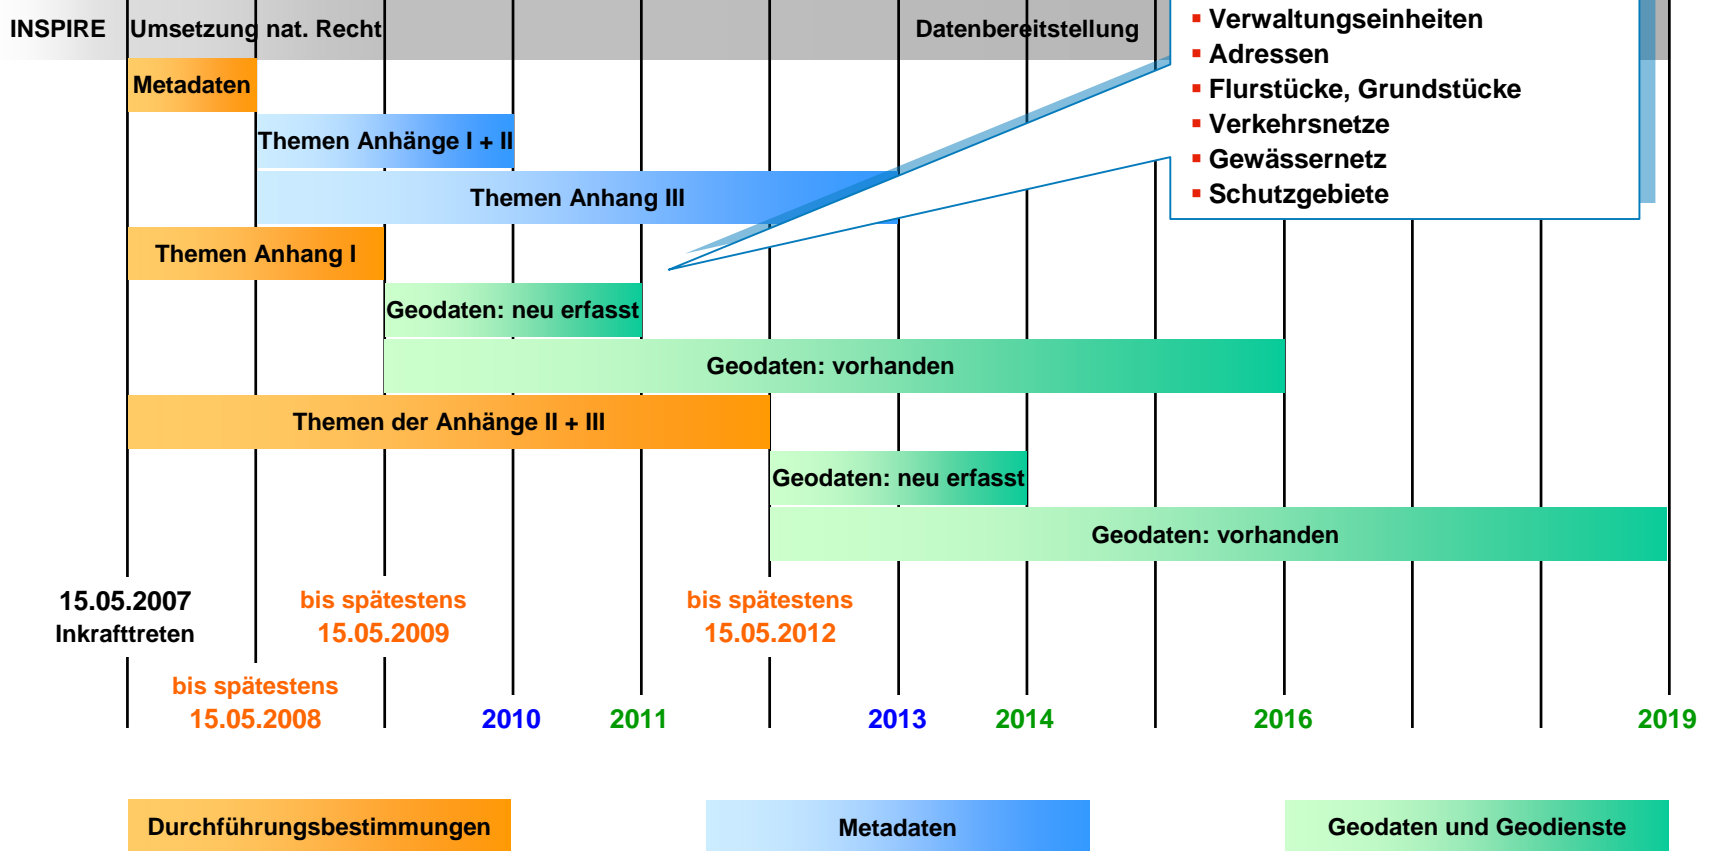 INSPIRE Umsetzung nat. Recht Datenbereitstellung
▪ Verwaltungseinheiten
▪ Adressen
▪ Flurstücke, Grundstücke
▪ Verkehrsnetze
▪ Gewässernetz
▪ Schutzgebiete
Metadaten
Themen Anhänge I + II
Themen Anhang III
Themen Anhang I
Geodaten: neu erfasst
Geodaten: vorhanden
Themen der Anhänge II + III
Geodaten: neu erfasst
Geodaten: vorhanden
15.05.2007
Inkrafttreten
bis spätestens
15.05.2009
bis spätestens
15.05.2012
bis spätestens
15.05.2008
2010 2011 2013 2014 2016 2019
Durchführungsbestimmungen
Metadaten
Geodaten und Geodienste